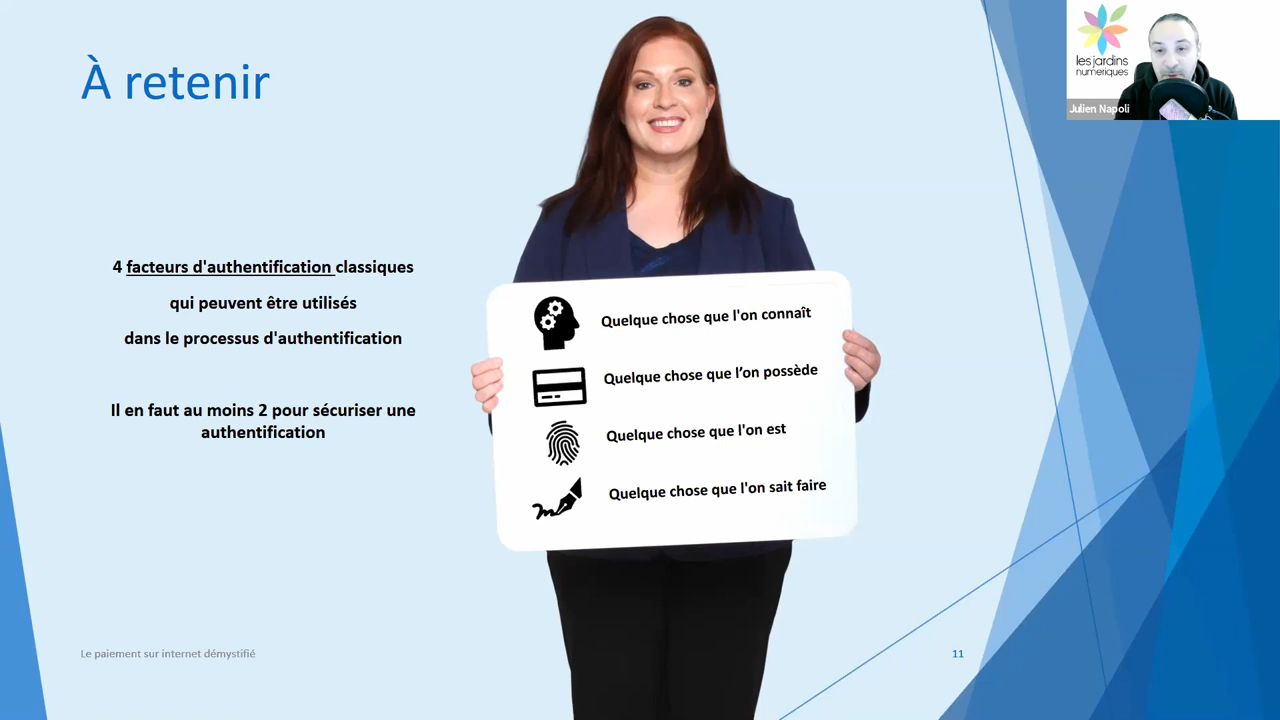 À retenir
les jardins
numeriques
Julien Napoli
4 facteurs d'authentification classiques
qui peuvent être utilisés
dans le processus d'authentification
Il en faut au moins 2 pour sécuriser une
authentification
Quelque chose que l'on connaît
Quelque chose que l’on possède
Quelque chose que l'on est
Quelque chose que l'on sait faire
Le paiement sur internet démystifié
11